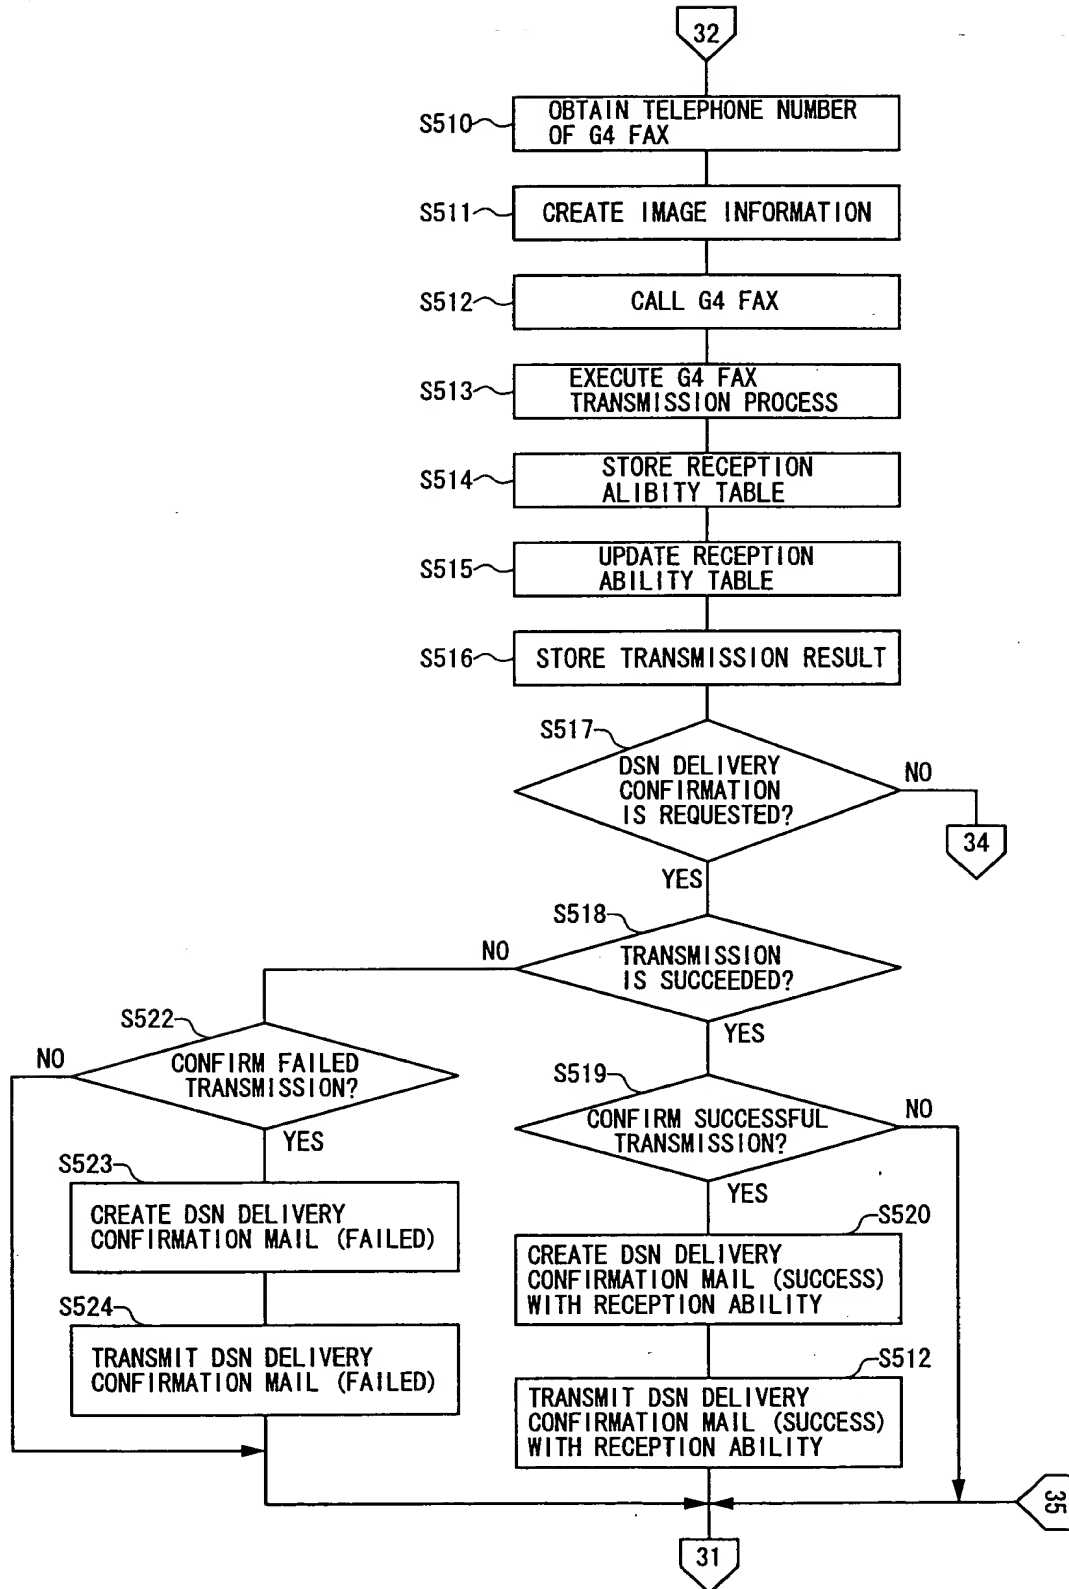 32
S510
OBTAIN TELEPHONE NUMBER
OF G4 FAX
S511
CREATE IMAGE INFORMATION
S512
CALL G4 FAX
S513
EXECUTE G4 FAX
TRANSMISSION PROCESS
S514
STORE RECEPTION
ALIBITY TABLE
S515
UPDATE RECEPTION
ABILITY TABLE
S516
STORE TRANSMISSION RESULT
S517
DSN DELIVERY
CONFIRMATION
IS REQUESTED?
NO
34
YES
S518
TRANSMISSION
IS SUCCEEDED?
NO
YES
S522
CONFIRM FAILED
TRANSMISSION?
NO
YES
S519
CONFIRM SUCCESSFUL
TRANSMISSION?
NO
YES
S523
CREATE DSN DELIVERY
CONFIRMATION MAIL (FAILED)
S520
CREATE DSN DELIVERY
CONFIRMATION MAIL (SUCCESS)
WITH RECEPTION ABILITY
S524
TRANSMIT DSN DELIVERY
CONFIRMATION MAIL (FAILED)
S512
TRANSMIT DSN DELIVERY
CONFIRMATION MAIL (SUCCESS)
WITH RECEPTION ABILITY
35
31